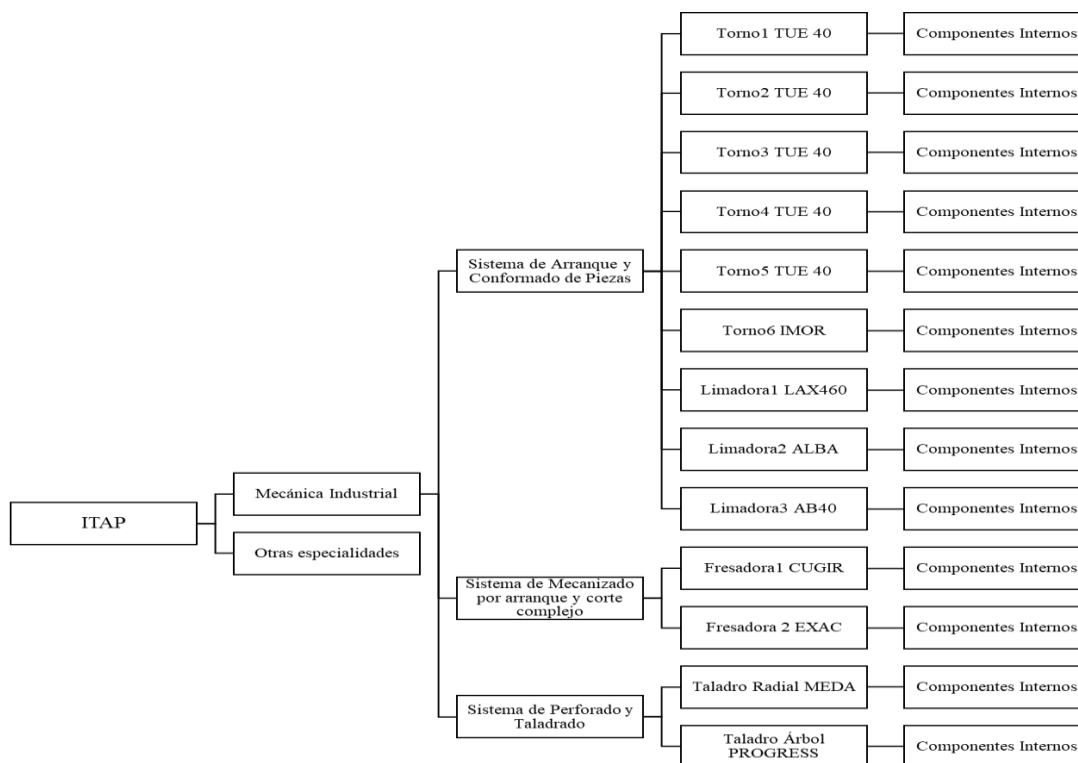 Torno1 TUE 40
Componentes Internos
Torno2 TUE 40
Componentes Internos
Torno3 TUE 40
Componentes Internos
Torno4 TUE 40
Componentes Internos
Sistema de Arranque y
Conformado de Piezas
Torno5 TUE 40
Componentes Internos
Torno6 IMOR
Componentes Internos
Limadora1 LAX460
Componentes Internos
Limadora2 ALBA
Componentes Internos
Mecánica Industrial
Limadora3 AB40
Componentes Internos
ITAP
Otras especialidades
Fresadora1 CUGIR
Componentes Internos
Sistema de Mecanizado
por arranque y corte
complejo
Fresadora 2 EXAC
Componentes Internos
Taladro Radial MEDA
Componentes Internos
Sistema de Perforado y
Taladrado
Taladro Árbol
PROGRESS
Componentes Internos